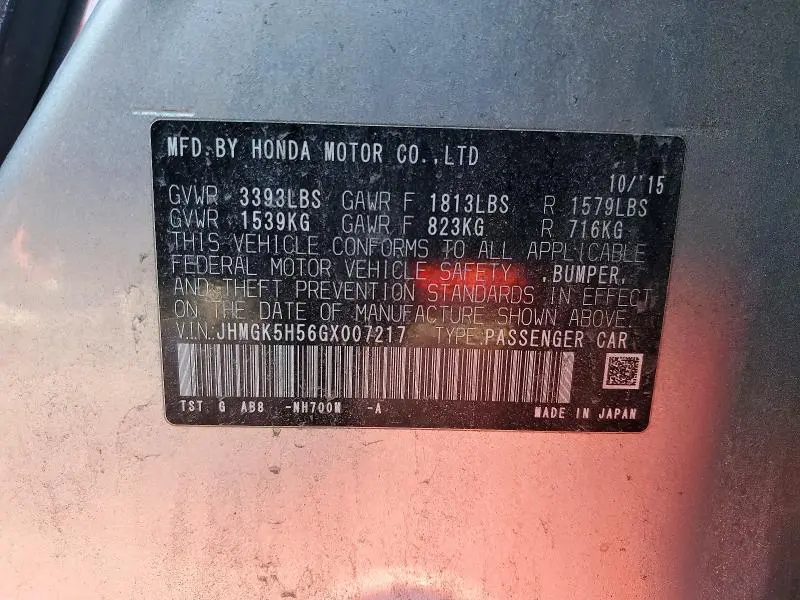 MFD.BY HONDA MOTOR CO.,LTD
10/'15
GVWR 3393LBS GAWR F 1813LBS R 1579LBS
GVWR 1539KG GAWR F 823KG R 716KG
THIS VEHICLE CONFORMS TO ALL APPLICABLE
FEDERAL MOTOR VEHICLE SAFETY ,BUMPER,
AND THEFT PREVENTION STANDARDS IN EFFECT
ON THE DATE OF MANUFACTURE SHOWN ABOVE.
V.I.N: JHMGK5H56GX007217 TYPE:PASSENGER CAR
TST G AB8 -NH700M -A MADE IN JAPAN